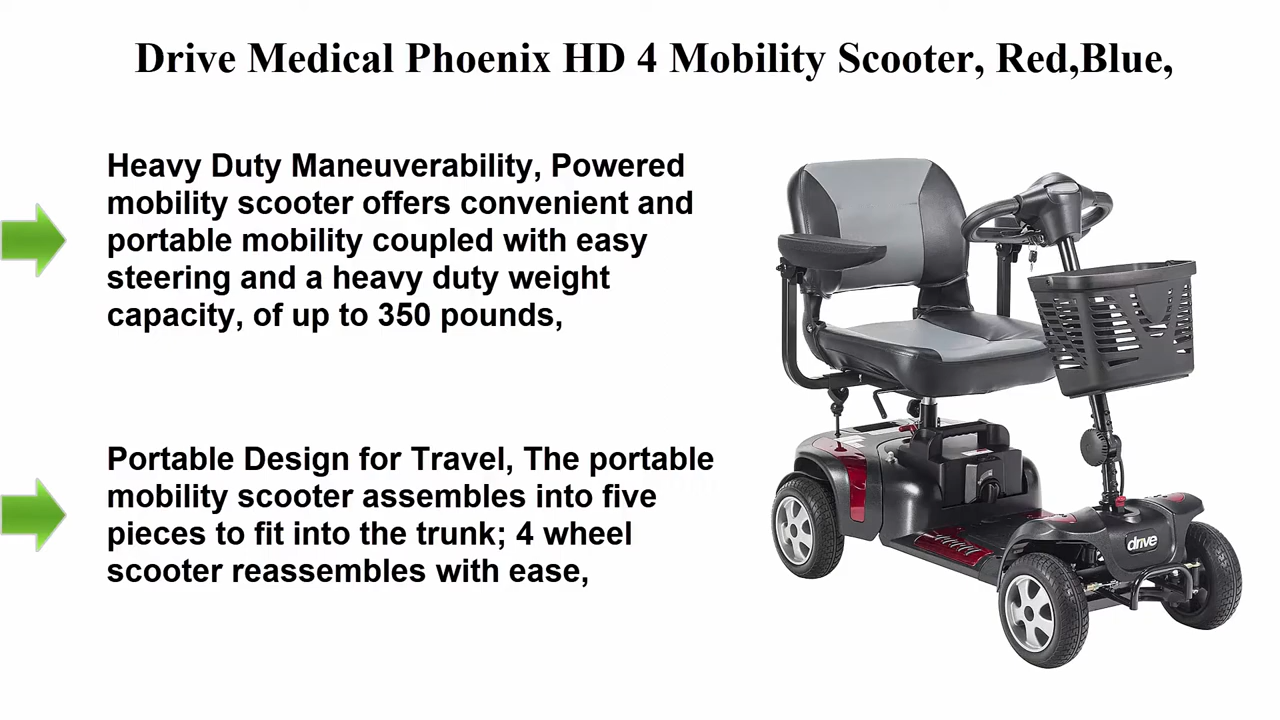 Drive Medical Phoenix HD 4 Mobility Scooter, Red,Blue,
Heavy Duty Maneuverability, Powered
mobility scooter offers convenient and
portable mobility coupled with easy
steering and a heavy duty weight
capacity, of up to 350 pounds,
Portable Design for Travel, The portable
mobility scooter assembles into five
pieces to fit into the trunk; 4 wheel
scooter reassembles with ease,
drive